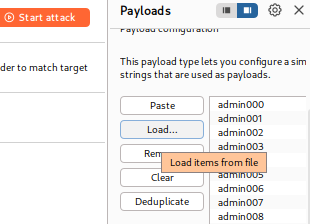 Start attack
Payloads
Payload configuration
This payload type lets you configure a sim
strings that are used as payloads.
der to match target
Paste
Load...
Clear
Deduplicate
Load items from file
admin000
admin001
admin002
admin003
admin005
admin006
admin007
admin008